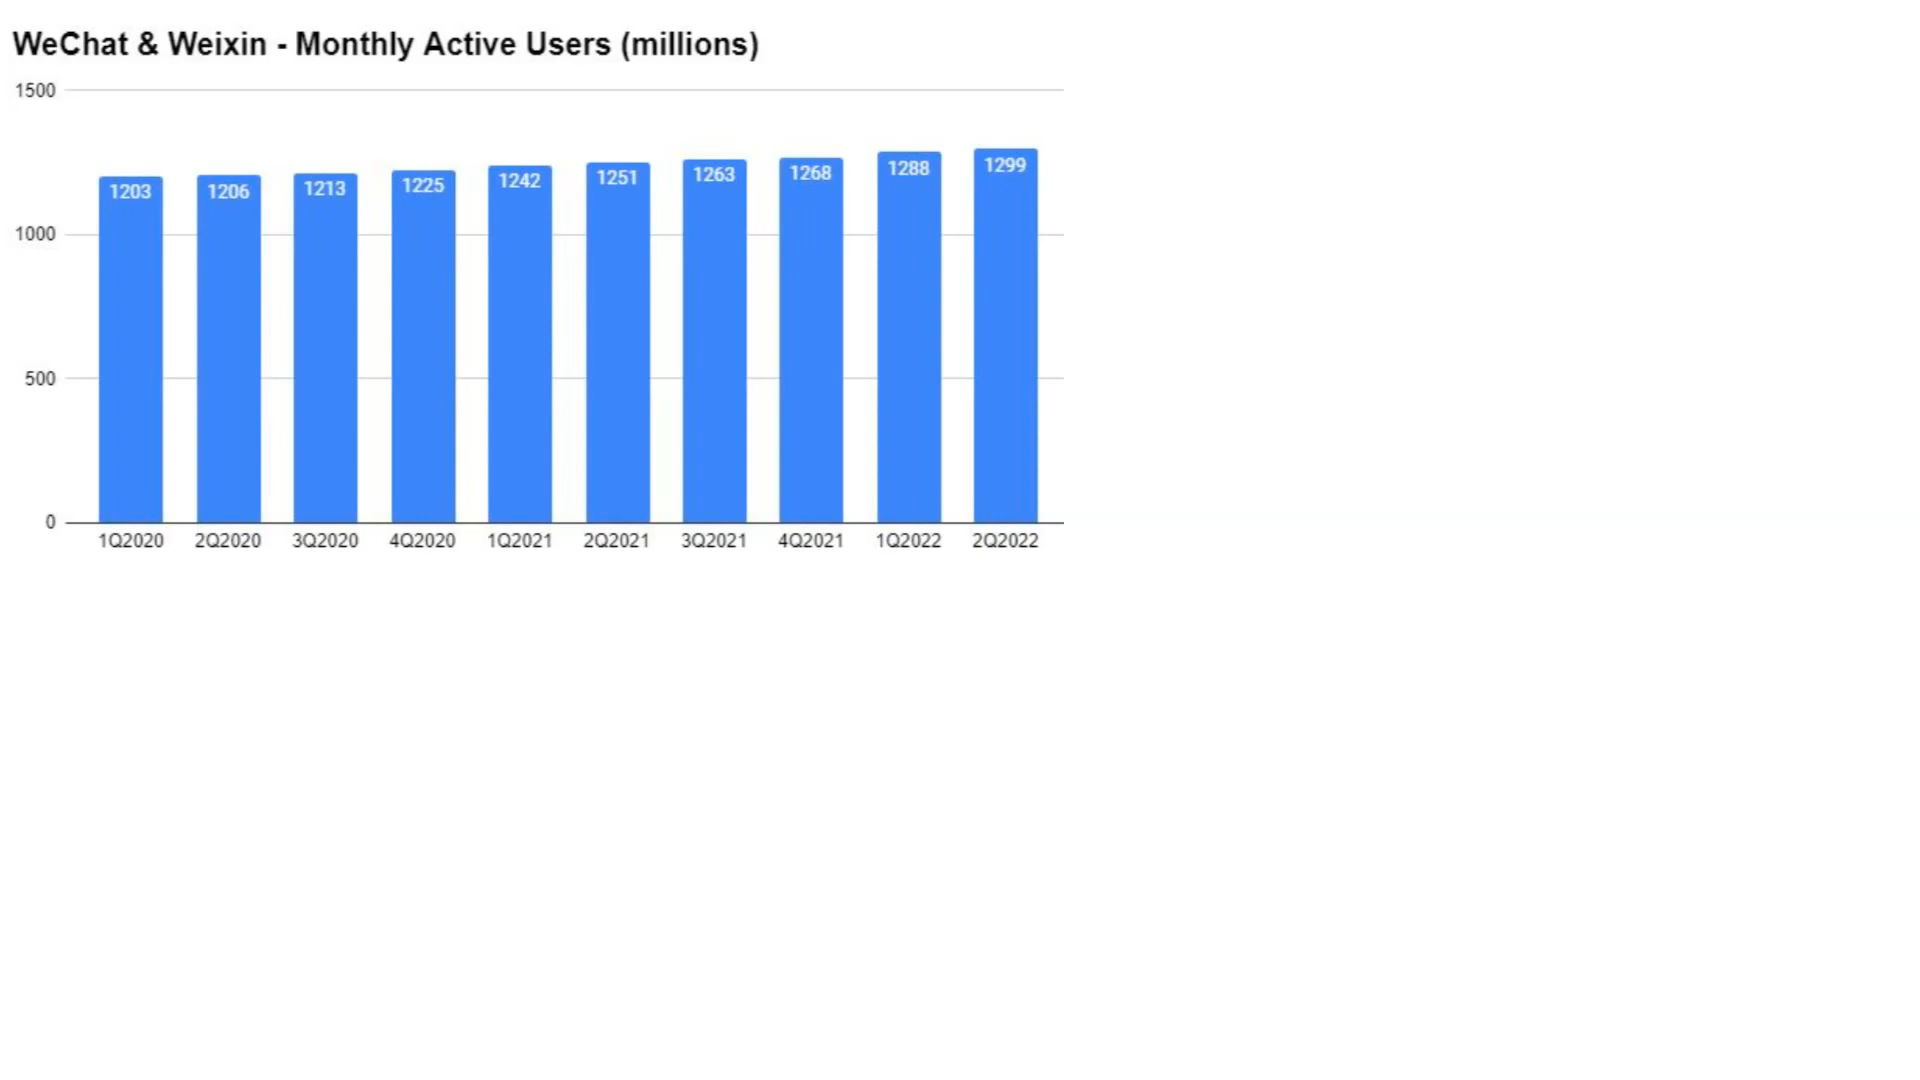 WeChat & Weixin - Monthly Active Users (millions)
1500
1203 1206 1213 1225 1242 1251 1263 1268 1288 1299
1000
500
0
1Q2020 2Q2020 3Q2020 4Q2020 1Q2021 2Q2021 3Q2021 4Q2021 1Q2022 2Q2022